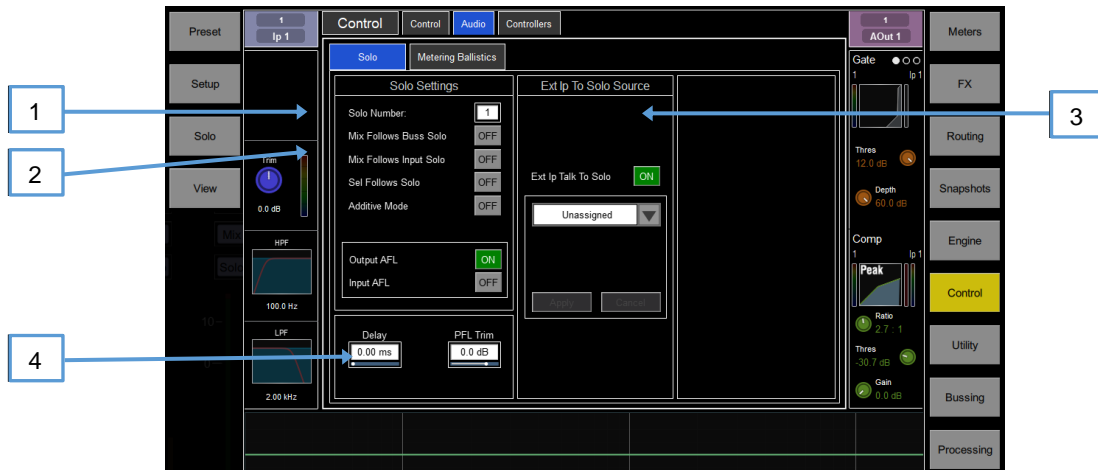 Preset
Setup
Solo
View
Mix
Solo
10
0
1
Ip 1
Trim
0.0 dB
HPF
100.0 Hz
LPF
2.00 kHz
Control
Control
Audio
Controllers
Solo
Metering Ballistics
Solo Settings
Solo Number:
1
Mix Follows Buss Solo
OFF
Mix Follows Input Solo
OFF
Sel Follows Solo
OFF
Additive Mode
OFF
Output AFL
ON
Input AFL
OFF
Delay
PFL Trim
0.00 ms
0.0 dB
Ext Ip To Solo Source
Ext Ip Talk To Solo
ON
Unassigned
Apply
Cancel
1
AOut 1
Gate
1
Ip 1
Thres
12.0 dB
Depth
60.0 dB
Comp
1
Ip 1
Peak
Ratio
2.7 : 1
Thres
-30.7 dB
Gain
0.0 dB
Meters
FX
Routing
Snapshots
Engine
Control
Utility
Bussing
Processing
1
2
3
4